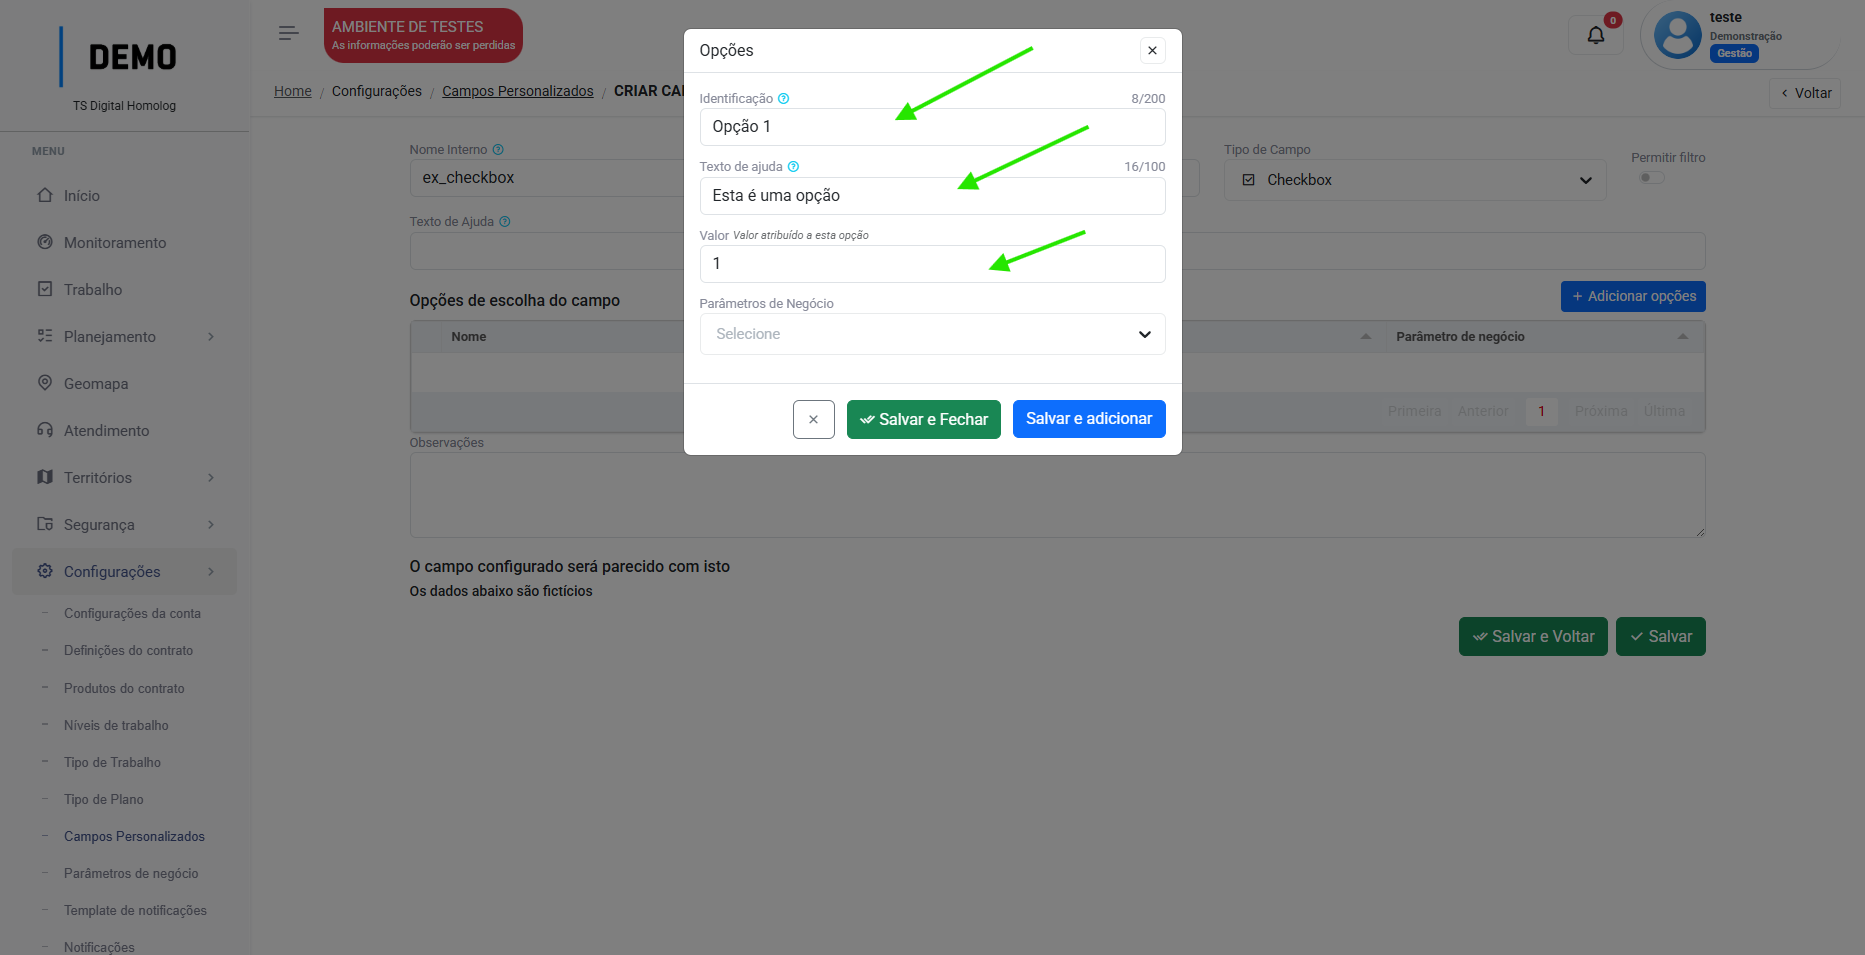 DEMO
TS Digital Homolog
MENU
Início
Monitoramento
Trabalho
Planejamento
Geomapa
Atendimento
Territórios
Segurança
Configurações
Configurações da conta
Definições do contrato
Produtos do contrato
Níveis de trabalho
Tipo de Trabalho
Tipo de Plano
Campos Personalizados
Parâmetros de negócio
Template de notificações
Notificações
AMBIENTE DE TESTES
As informações poderão ser perdidas
0
teste
Demonstração
Gestão
Home / Configurações / Campos Personalizados / CRIAR CA
Voltar
Nome Interno
ex_checkbox
Tipo de Campo
Checkbox
Permitir filtro
Texto de Ajuda
Opções de escolha do campo
+ Adicionar opções
Nome
Parâmetro de negócio
Primeira Anterior 1 Próxima Última
Observações
O campo configurado será parecido com isto
Os dados abaixo são fictícios
Salvar e Voltar
Salvar
Opções
Identificação
8/200
Opção 1
Texto de ajuda
16/100
Esta é uma opção
Valor Valor atribuído a esta opção
1
Parâmetros de Negócio
Selecione
Salvar e Fechar
Salvar e adicionar